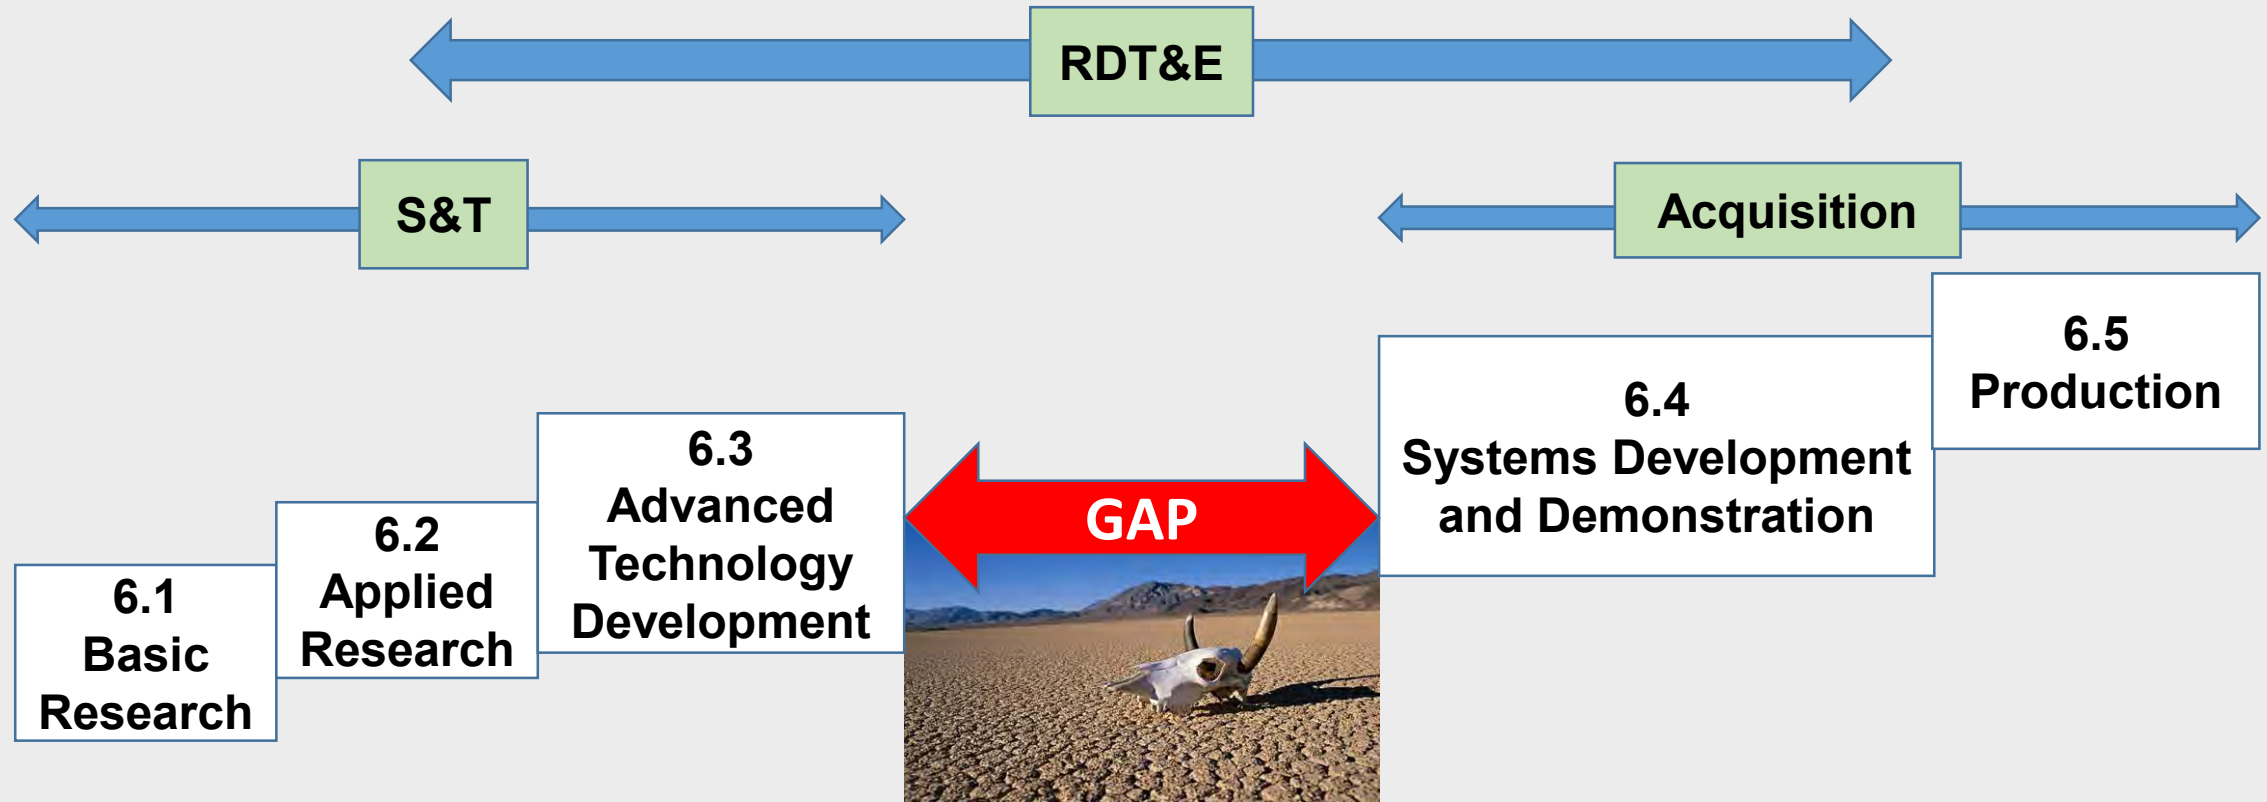 RDT&E
S&T
Acquisition
6.1
Basic
Research
6.2
Applied
Research
6.3
Advanced
Technology
Development
GAP
6.4
Systems Development
and Demonstration
6.5
Production